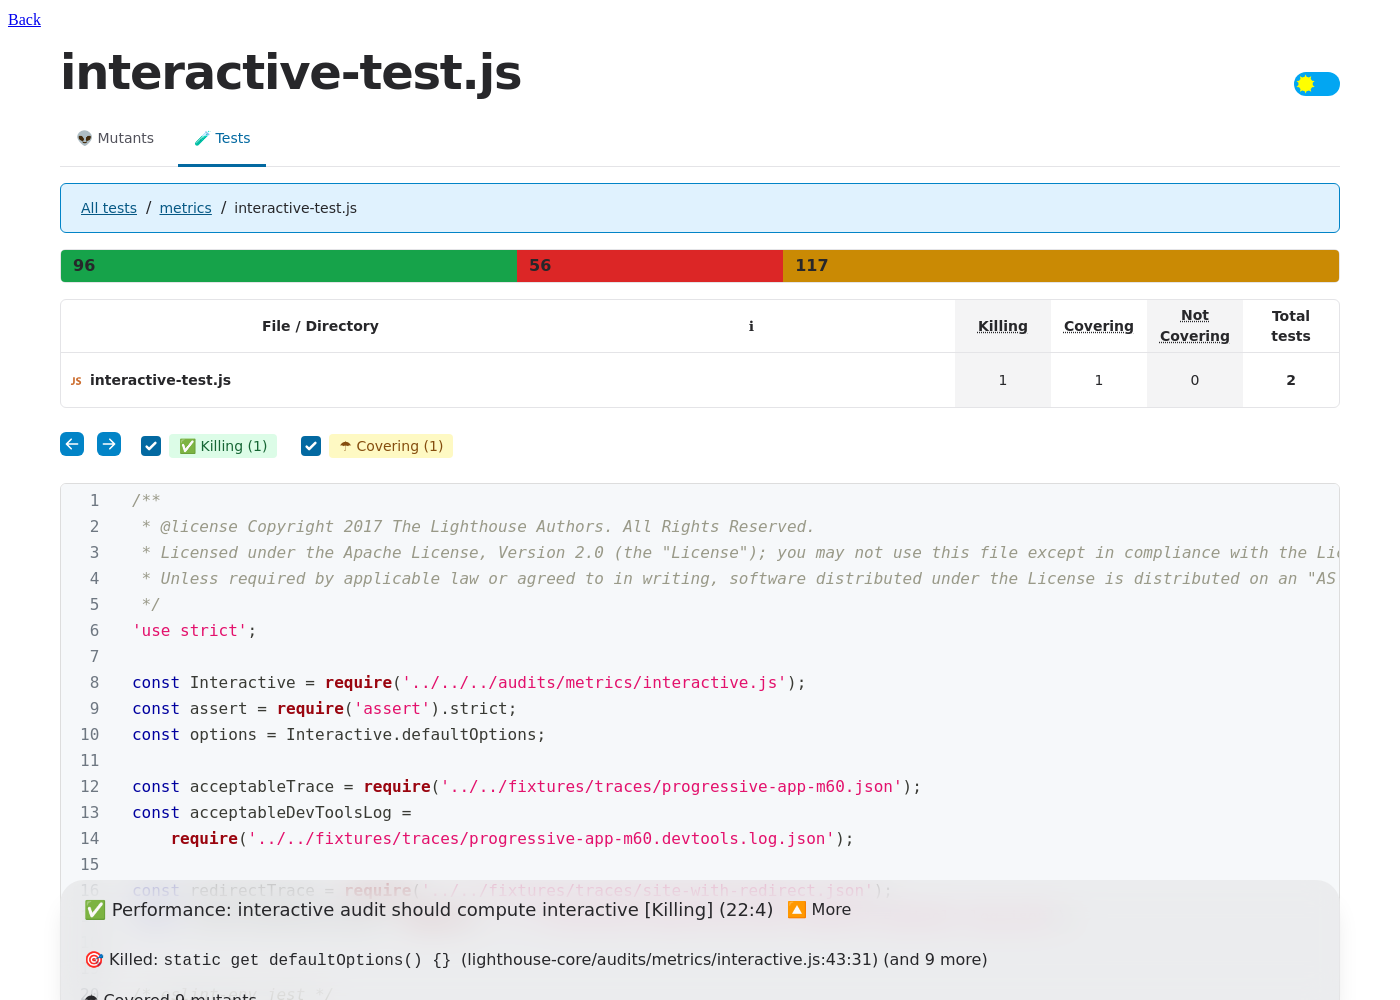 Back
interactive-test.js
👽 Mutants 🧪 Tests
All tests / metrics / interactive-test.js
96 56 117
File / Directory ℹ Killing Covering Not Covering Total tests
JS interactive-test.js 1 1 0 2
✅ Killing (1) ☂ Covering (1)
1 /**
2  * @license Copyright 2017 The Lighthouse Authors. All Rights Reserved.
3  * Licensed under the Apache License, Version 2.0 (the "License"); you may not use this file except in compliance with the Lic
4  * Unless required by applicable law or agreed to in writing, software distributed under the License is distributed on an "AS
5  */
6 'use strict';
7
8 const Interactive = require('../../../audits/metrics/interactive.js');
9 const assert = require('assert').strict;
10 const options = Interactive.defaultOptions;
11
12 const acceptableTrace = require('../../fixtures/traces/progressive-app-m60.json');
13 const acceptableDevToolsLog =
14     require('../../fixtures/traces/progressive-app-m60.devtools.log.json');
15
16 const redirectTrace = require('../../fixtures/traces/site-with-redirect.json');
✅ Performance: interactive audit should compute interactive [Killing] (22:4) 🔼 More
🎯 Killed: static get defaultOptions() {} (lighthouse-core/audits/metrics/interactive.js:43:31) (and 9 more)
20 /* eslint-env jest */
☂ Covered 9 mutants